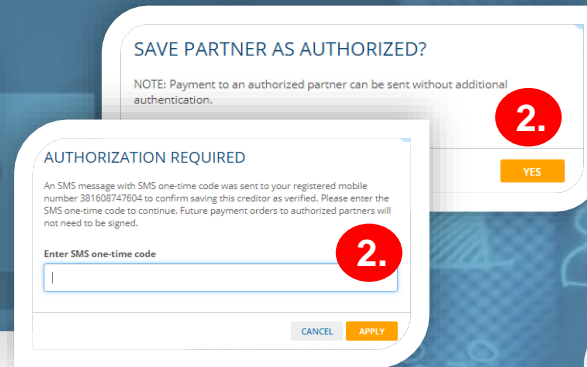 SAVE PARTNER AS AUTHORIZED?
NOTE: Payment to an authorized partner can be sent without additional
authentication.
2.
YES
AUTHORIZATION REQUIRED
An SMS message with SMS one-time code was sent to your registered mobile
number 381608747604 to confirm saving this creditor as verified. Please enter the
SMS one-time code to continue. Future payment orders to authorized partners will
not need to be signed.
Enter SMS one-time code
2.
CANCEL APPLY